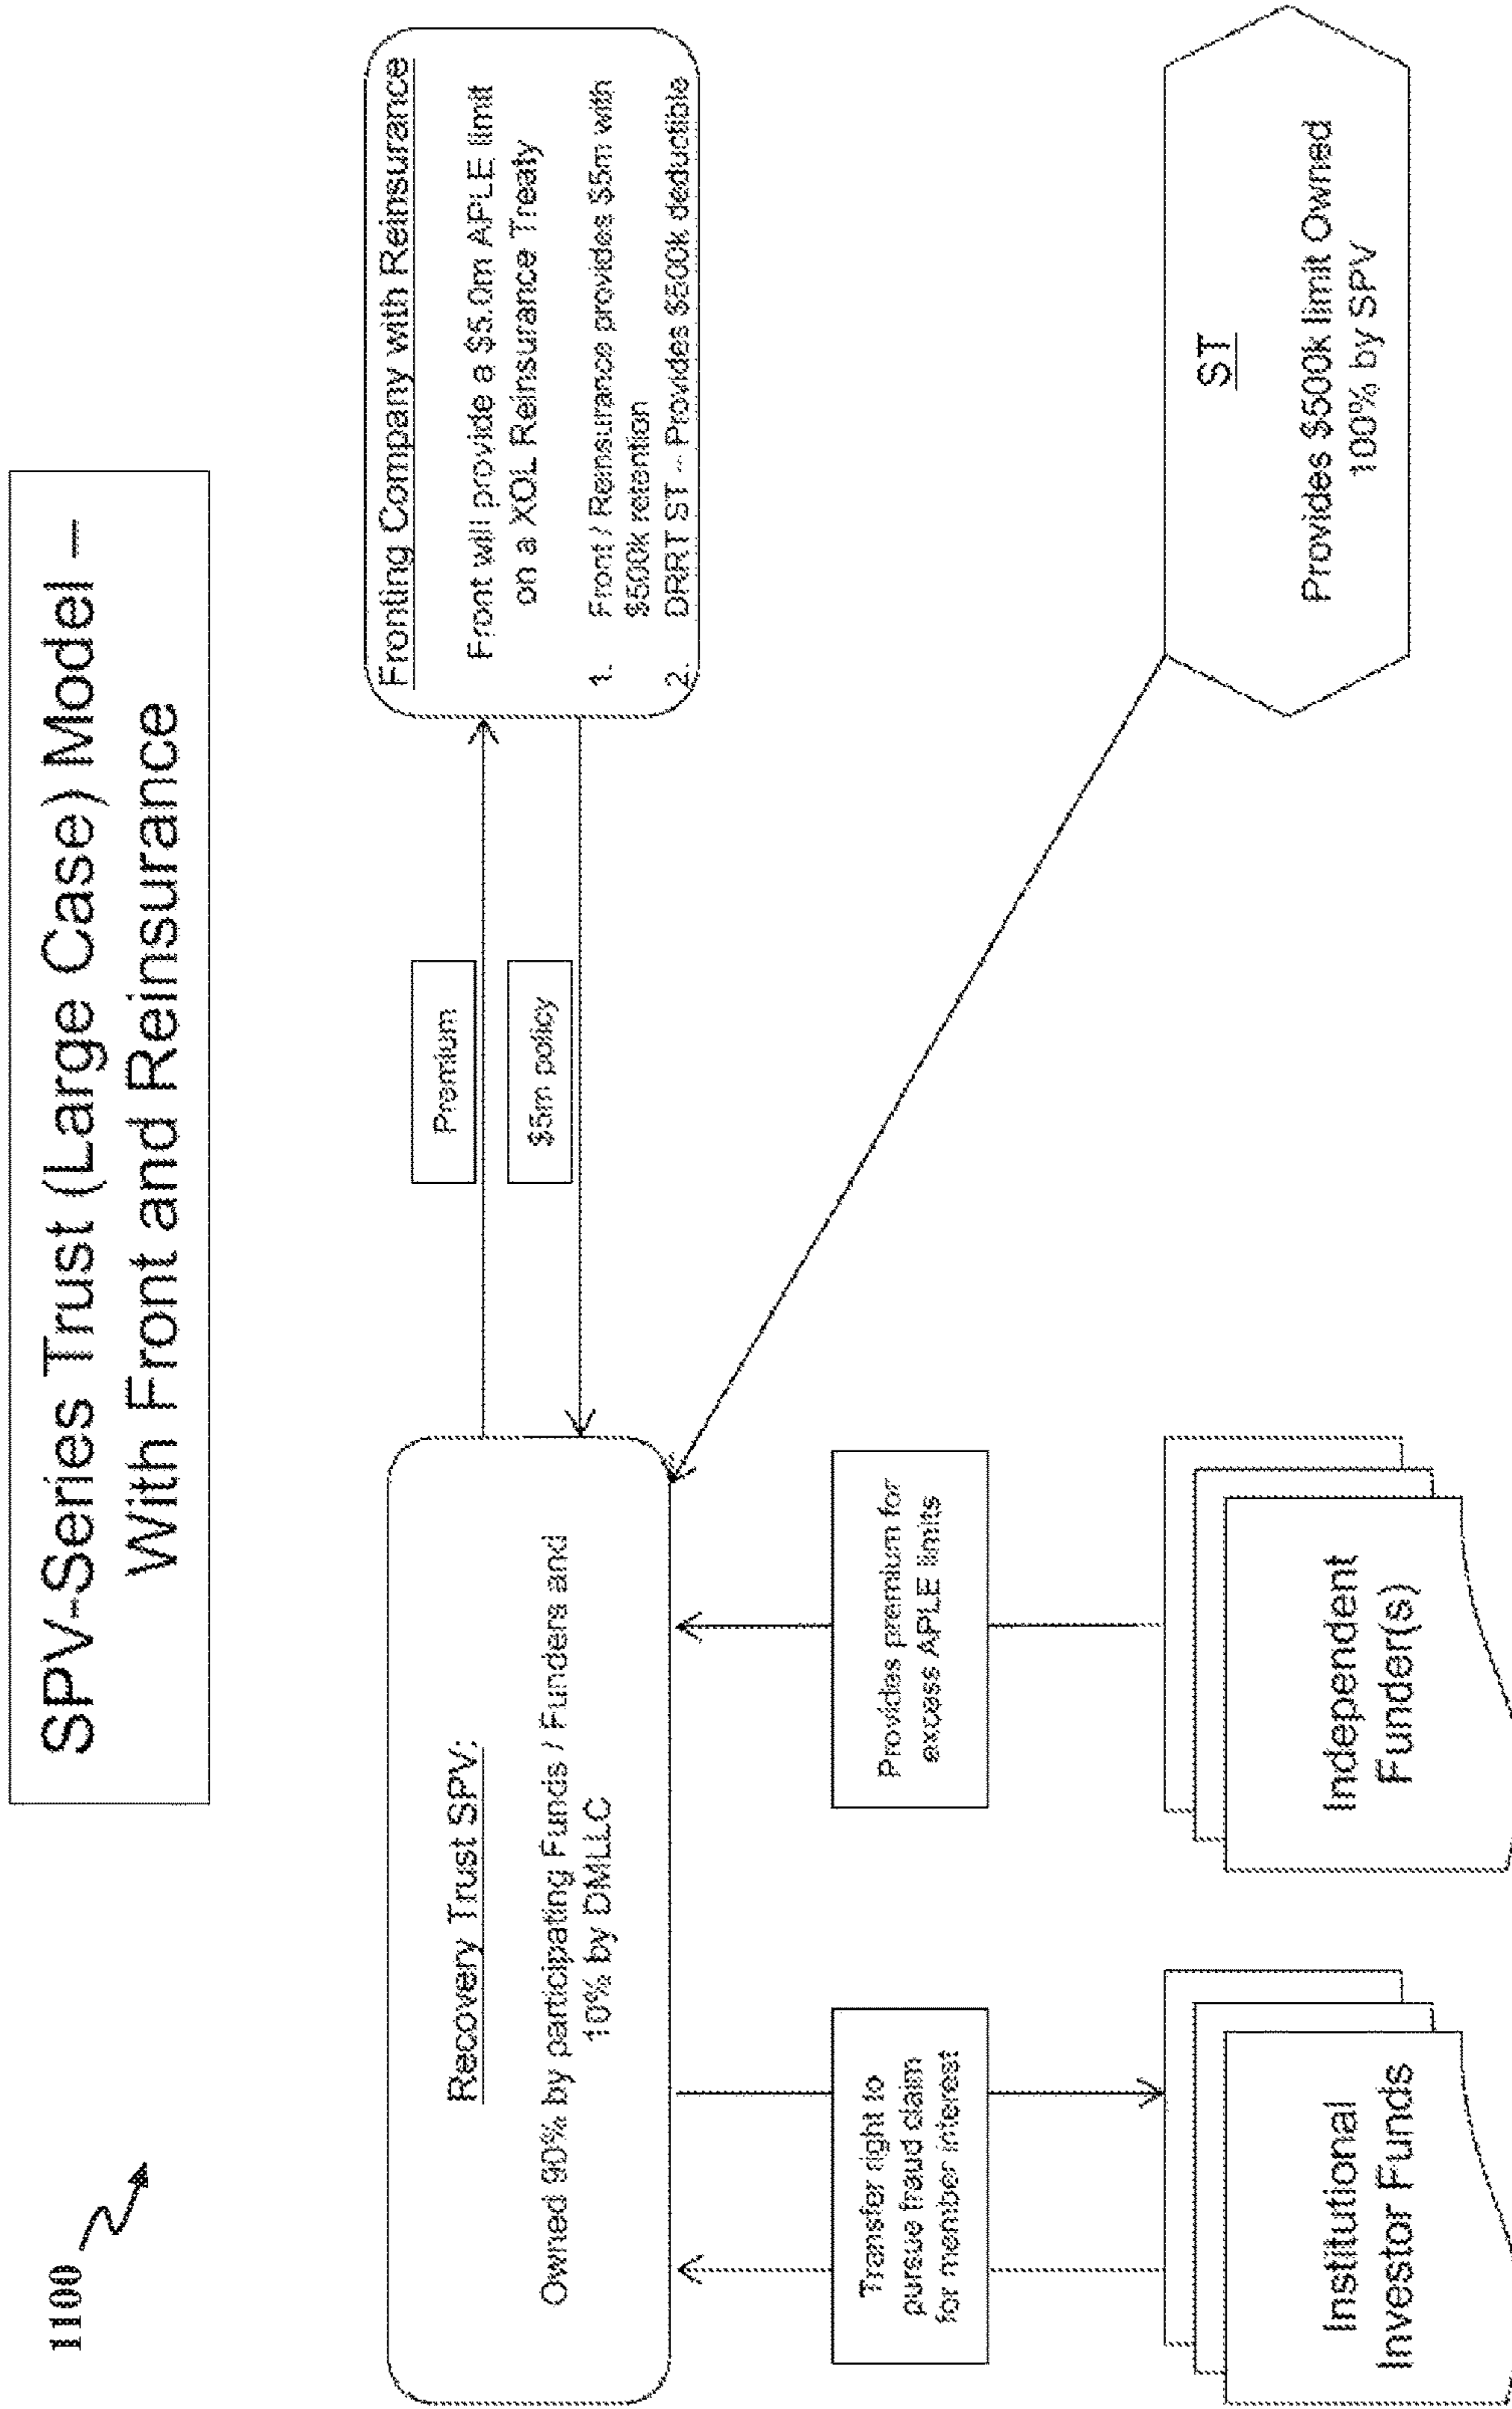 1100
SPV-Series Trust (Large Case) Model –
With Front and Reinsurance
Recovery Trust SPV:
Owned 90% by participating Funds / Funders and
10% by DMLLC
Premium
$5m policy
Fronting Company with Reinsurance
Front will provide a $5.0m APLE limit
on a XOL Reinsurance Treaty
1. Front / Reinsurance provides $5m with
$500k retention
2. DRRT ST – Provides $500k deductible
Transfer right to
pursue fraud claim
for member interest
Provides premium for
excess APLE limits
Institutional
Investor Funds
Independent
Funder(s)
ST
Provides $500k limit Owned
100% by SPV